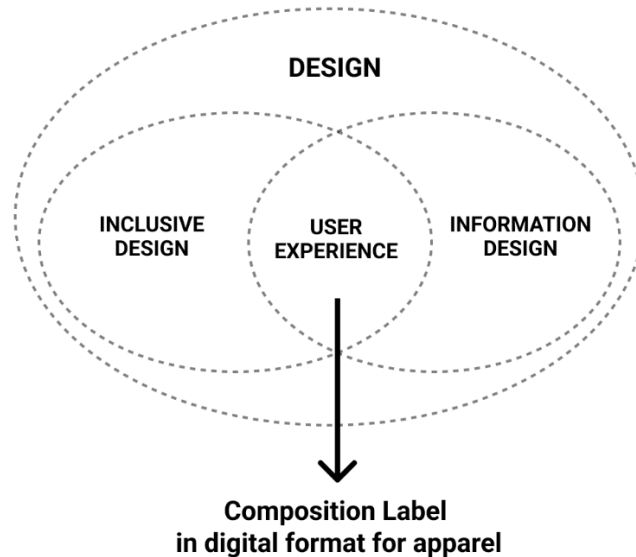 DESIGN
INCLUSIVE
DESIGN
USER
EXPERIENCE
INFORMATION
DESIGN
Composition Label
in digital format for apparel